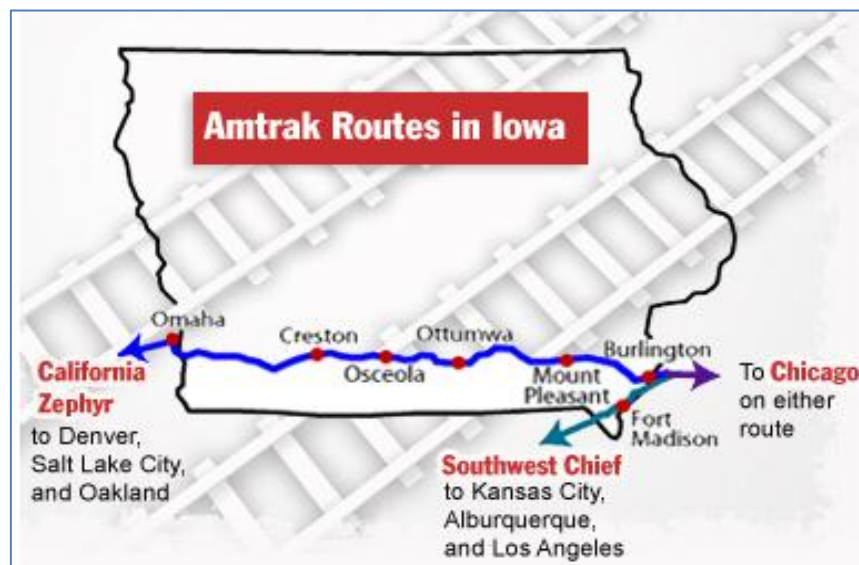 Amtrak Routes in Iowa
Omaha
Creston
Ottumwa
Osceola
Burlington
Mount
Pleasant
Fort
Madison
California
Zephyr
to Denver,
Salt Lake City,
and Oakland
Southwest Chief
to Kansas City,
Alburquerque,
and Los Angeles
To Chicago
on either
route